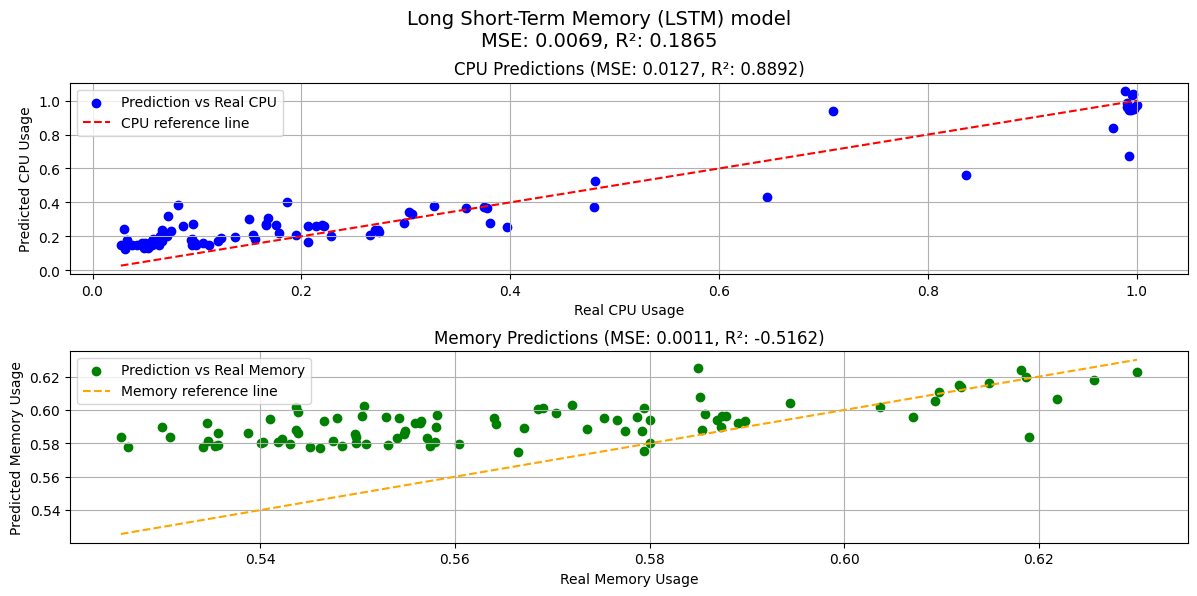 Long Short-Term Memory (LSTM) model
MSE: 0.0069, R²: 0.1865
CPU Predictions (MSE: 0.0127, R²: 0.8892)
Prediction vs Real CPU
CPU reference line
Predicted CPU Usage
1.0
0.8
0.6
0.4
0.2
0.0
0.0 0.2 0.4 0.6 0.8 1.0
Real CPU Usage
Memory Predictions (MSE: 0.0011, R²: -0.5162)
Prediction vs Real Memory
Memory reference line
Predicted Memory Usage
0.62
0.60
0.58
0.56
0.54
0.54 0.56 0.58 0.60 0.62
Real Memory Usage